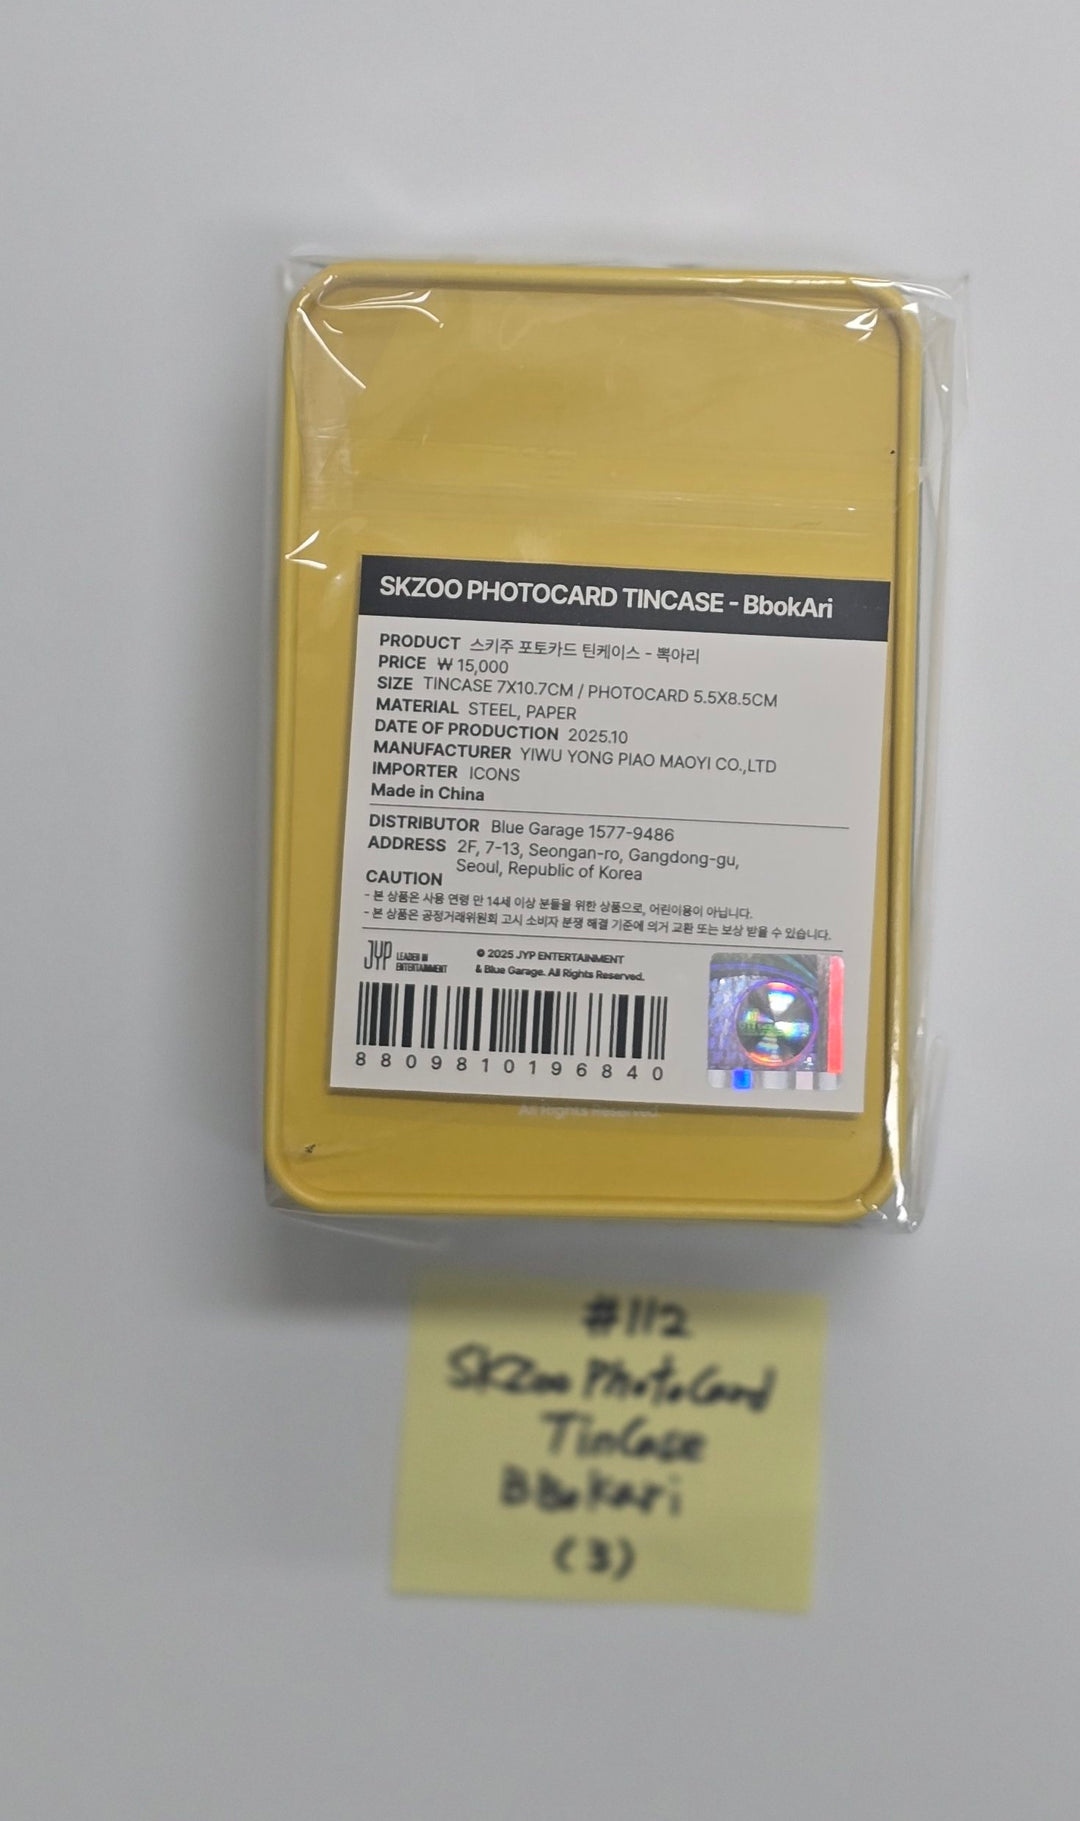 SKZOO PHOTOCARD TINCASE - BbokAri
PRODUCT 스키주 포토카드 틴케이스 - 뽁아리
PRICE ₩ 15,000
SIZE TINCASE 7X10.7CM / PHOTOCARD 5.5X8.5CM
MATERIAL STEEL, PAPER
DATE OF PRODUCTION 2025.10
MANUFACTURER YIWU YONG PIAO MAOYI CO.,LTD
IMPORTER ICONS
Made in China
DISTRIBUTOR Blue Garage 1577-9486
ADDRESS 2F, 7-13, Seongan-ro, Gangdong-gu,
Seoul, Republic of Korea
CAUTION
- 본 상품은 사용 연령 만 14세 이상 분들을 위한 상품으로, 어린이용이 아닙니다.
- 본 상품은 공정거래위원회 고시 소비자 분쟁 해결 기준에 의거 교환 또는 보상 받을 수 있습니다.
JYP LEADER IN
ENTERTAINMENT
© 2025 JYP ENTERTAINMENT
& Blue Garage. All Rights Reserved.
8809810196840
All Rights Reserved.
#112
SKZoo PhotoCard
TinCase
BBokari
(3)